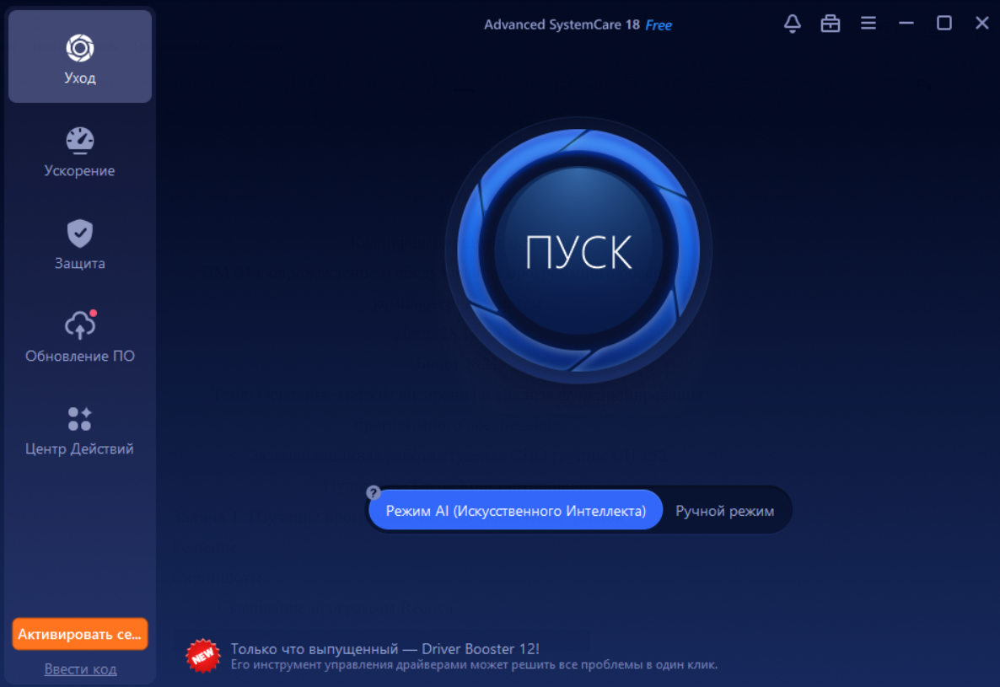 Advanced SystemCare 18 Free
Уход
Ускорение
Защита
Обновление ПО
Центр Действий
ПУСК
?
Режим AI (Искусственного Интеллекта)
Ручной режим
Активировать се...
Ввести код
NEW
Только что выпущенный — Driver Booster 12!
Его инструмент управления драйверами может решить все проблемы в один клик.